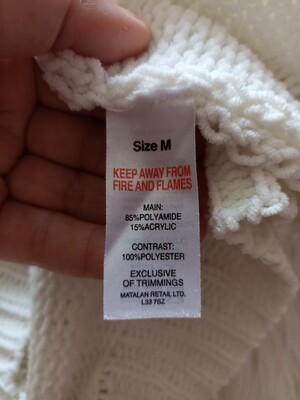 Size M
KEEP AWAY FROM
FIRE AND FLAMES
MAIN:
85%POLYAMIDE
15%ACRYLIC
CONTRAST:
100%POLYESTER
EXCLUSIVE
OF TRIMMINGS
MATALAN RETAIL LTD.
L33 7SZ